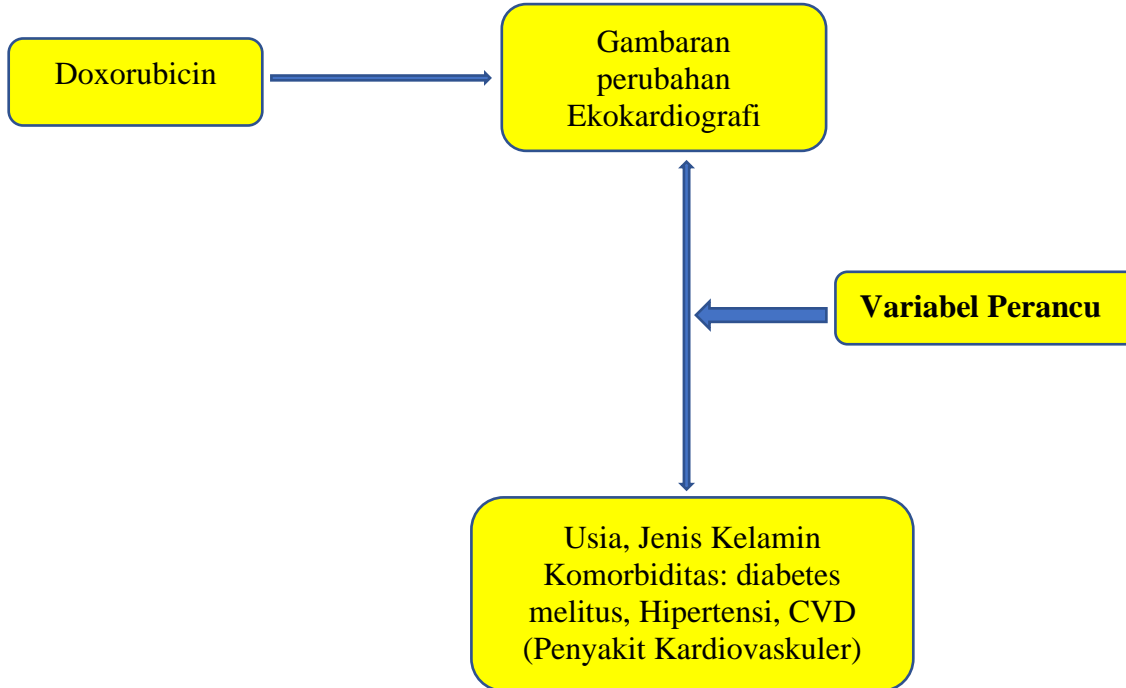 Doxorubicin
Gambaran
perubahan
Ekokardiografi
Variabel Perancu
Usia, Jenis Kelamin
Komorbiditas: diabetes
melitus, Hipertensi, CVD
(Penyakit Kardiovaskuler)